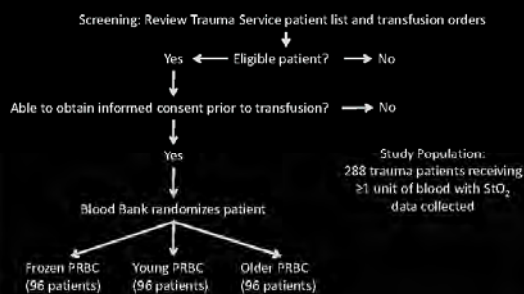 Screening: Review Trauma Service patient list and transfusion orders
Yes
Eligible patient?
No
Able to obtain informed consent prior to transfusion?
No
Yes
Study Population:
288 trauma patients receiving
≥1 unit of blood with StO₂
data collected
Blood Bank randomizes patient
Frozen PRBC
(96 patients)
Young PRBC
(96 patients)
Older PRBC
(96 patients)